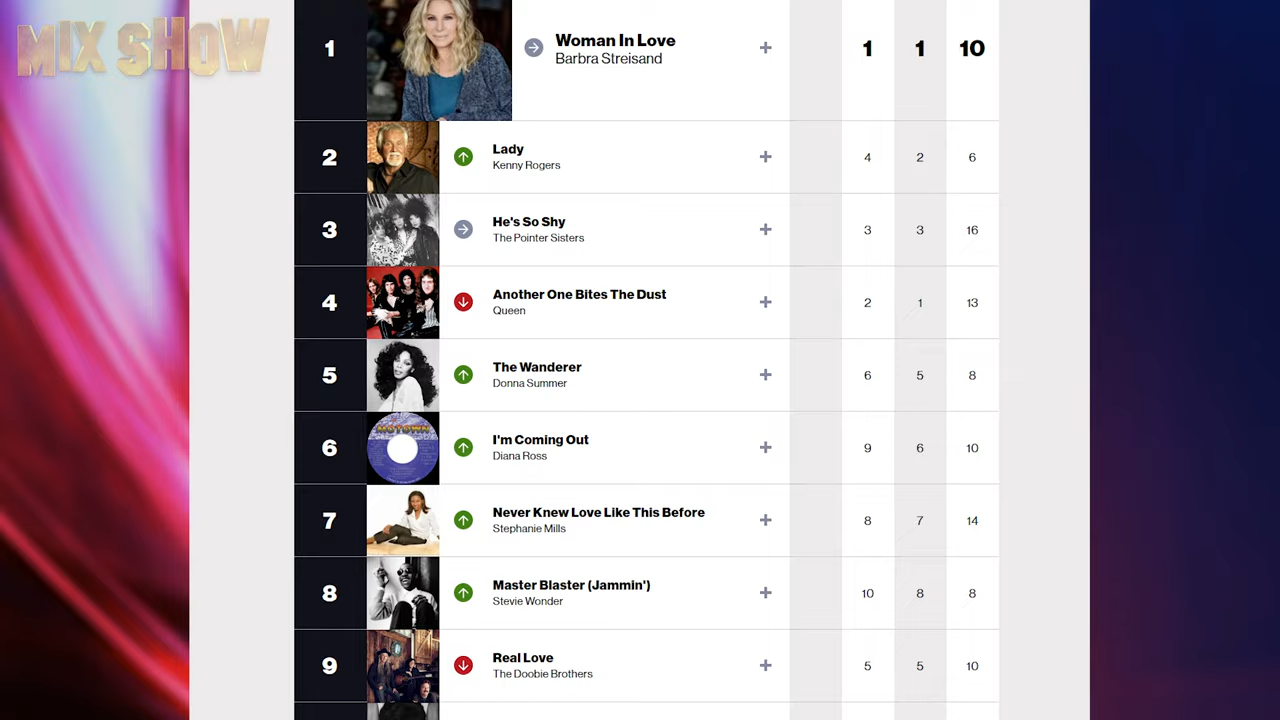 MIX SHOW
1
Woman In Love
Barbra Streisand
+ 1 1 10
2
Lady
Kenny Rogers
+ 4 2 6
3
He's So Shy
The Pointer Sisters
+ 3 3 16
4
Another One Bites The Dust
Queen
+ 2 1 13
5
The Wanderer
Donna Summer
+ 6 5 8
6
MOTOWN
I'm Coming Out
Diana Ross
+ 9 6 10
7
Never Knew Love Like This Before
Stephanie Mills
+ 8 7 14
8
Master Blaster (Jammin')
Stevie Wonder
+ 10 8 8
9
Real Love
The Doobie Brothers
+ 5 5 10